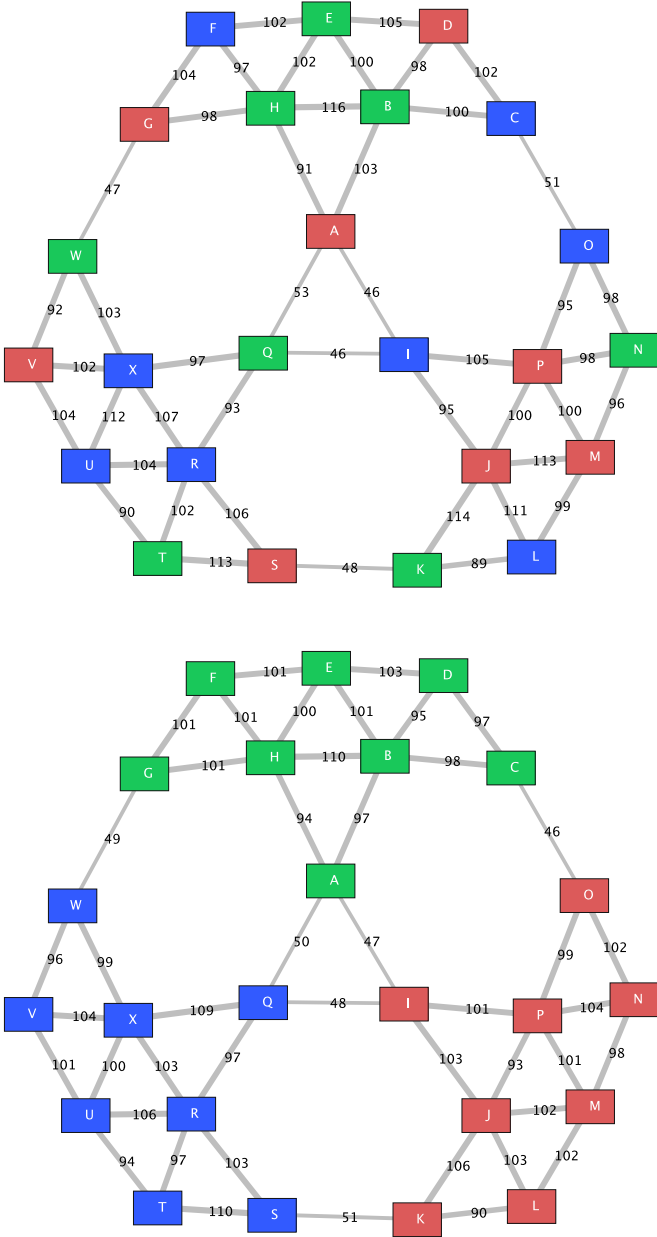 102 E 105 D
F
104 97 102 100 98 102
G 98 H 116 B 100 C
47 91 103 51
W A O
92 103 53 46 95 98
V 102 X 97 Q 46 I 105 P 98 N
104 112 107 93 95 100 100 96
U 104 R J 113 M
90 102 106 114 111 99
T 113 S 48 K 89 L
F 101 E 103 D
101 101 100 101 95 97
G 101 H 110 B 98 C
49 94 97 46
W A O
96 99 50 47 99 102
V 104 X 109 Q 48 I 101 P 104 N
101 100 103 97 103 93 101 98
U 106 R J 102 M
94 97 103 106 103 102
T 110 S 51 K 90 L